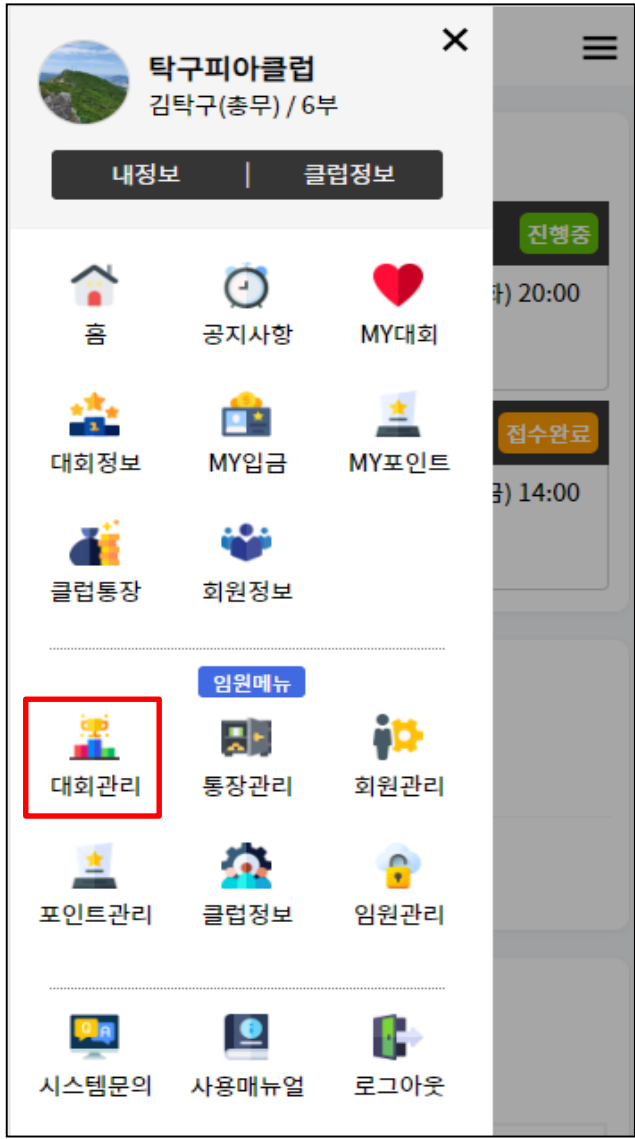 탁구피아클럽
김탁구(총무) / 6부
내정보 | 클럽정보
진행중
20:00
홈 공지사항 MY대회
접수완료
대회정보 MY입금 MY포인트
14:00
클럽통장 회원정보
임원메뉴
대회관리 통장관리 회원관리
포인트관리 클럽정보 임원관리
Q A
시스템문의 사용매뉴얼 로그아웃